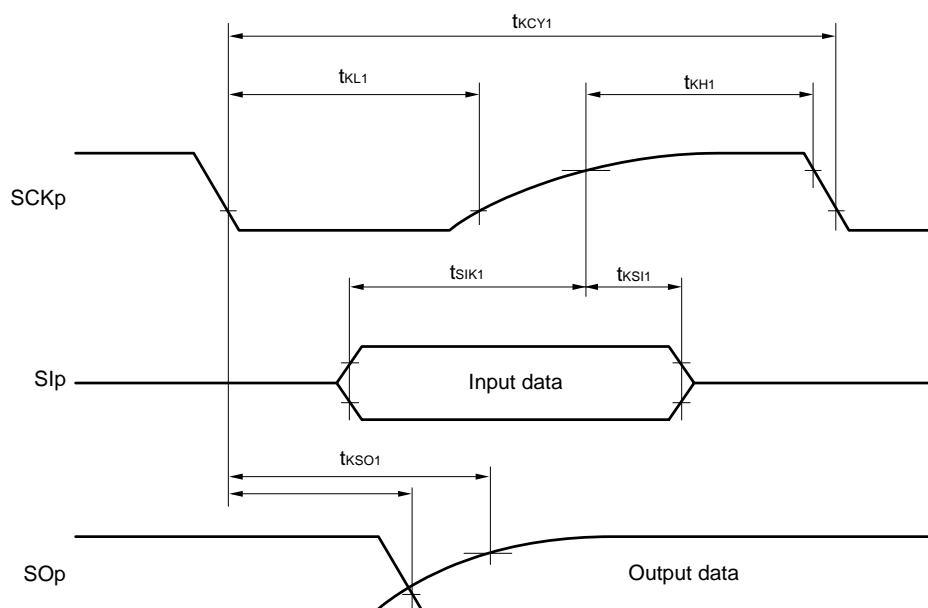 tKCY1
tKL1
tKH1
SCKp
tSIK1
tKSI1
SIp
Input data
tKSO1
SOp
Output data